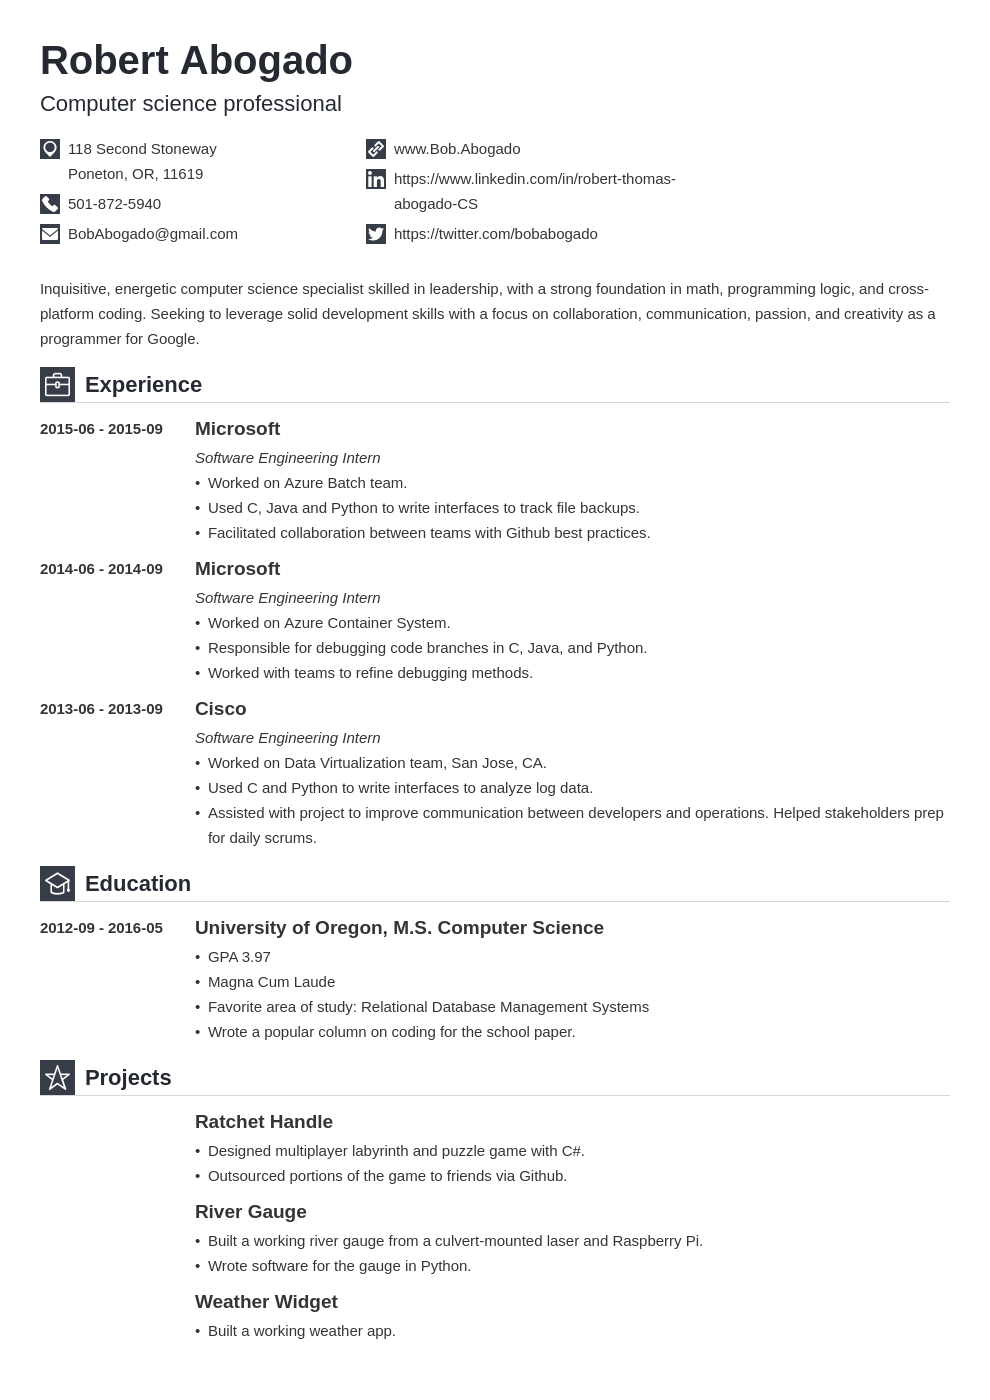 Robert Abogado
Computer science professional
118 Second Stoneway
Poneton, OR, 11619
501-872-5940
BobAbogado@gmail.com
www.Bob.Abogado
https://www.linkedin.com/in/robert-thomas-
abogado-CS
https://twitter.com/bobabogado
Inquisitive, energetic computer science specialist skilled in leadership, with a strong foundation in math, programming logic, and cross-
platform coding. Seeking to leverage solid development skills with a focus on collaboration, communication, passion, and creativity as a
programmer for Google.
Experience
2015-06 - 2015-09
Microsoft
Software Engineering Intern
• Worked on Azure Batch team.
• Used C, Java and Python to write interfaces to track file backups.
• Facilitated collaboration between teams with Github best practices.
2014-06 - 2014-09
Microsoft
Software Engineering Intern
• Worked on Azure Container System.
• Responsible for debugging code branches in C, Java, and Python.
• Worked with teams to refine debugging methods.
2013-06 - 2013-09
Cisco
Software Engineering Intern
• Worked on Data Virtualization team, San Jose, CA.
• Used C and Python to write interfaces to analyze log data.
• Assisted with project to improve communication between developers and operations. Helped stakeholders prep
for daily scrums.
Education
2012-09 - 2016-05
University of Oregon, M.S. Computer Science
• GPA 3.97
• Magna Cum Laude
• Favorite area of study: Relational Database Management Systems
• Wrote a popular column on coding for the school paper.
Projects
Ratchet Handle
• Designed multiplayer labyrinth and puzzle game with C#.
• Outsourced portions of the game to friends via Github.
River Gauge
• Built a working river gauge from a culvert-mounted laser and Raspberry Pi.
• Wrote software for the gauge in Python.
Weather Widget
• Built a working weather app.